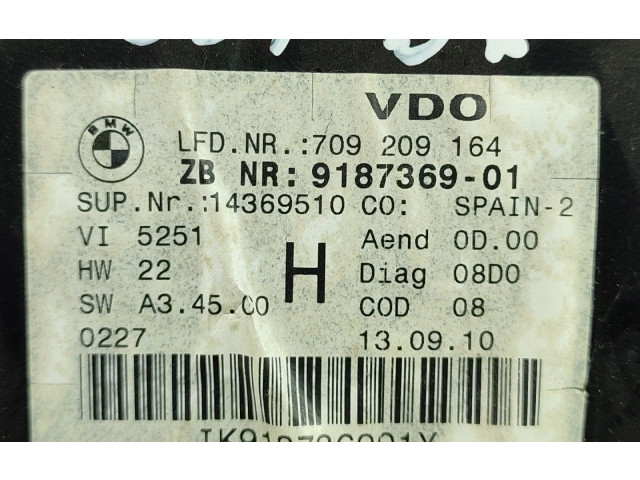 VDO
BMW
LFD.NR.:709 209 164
ZB NR: 9187369-01
SUP.Nr.:14369510 CO: SPAIN-2
VI 5251 Aend 0D.00
HW 22 H Diag 08D0
SW A3.45.00 COD 08
0227 13.09.10